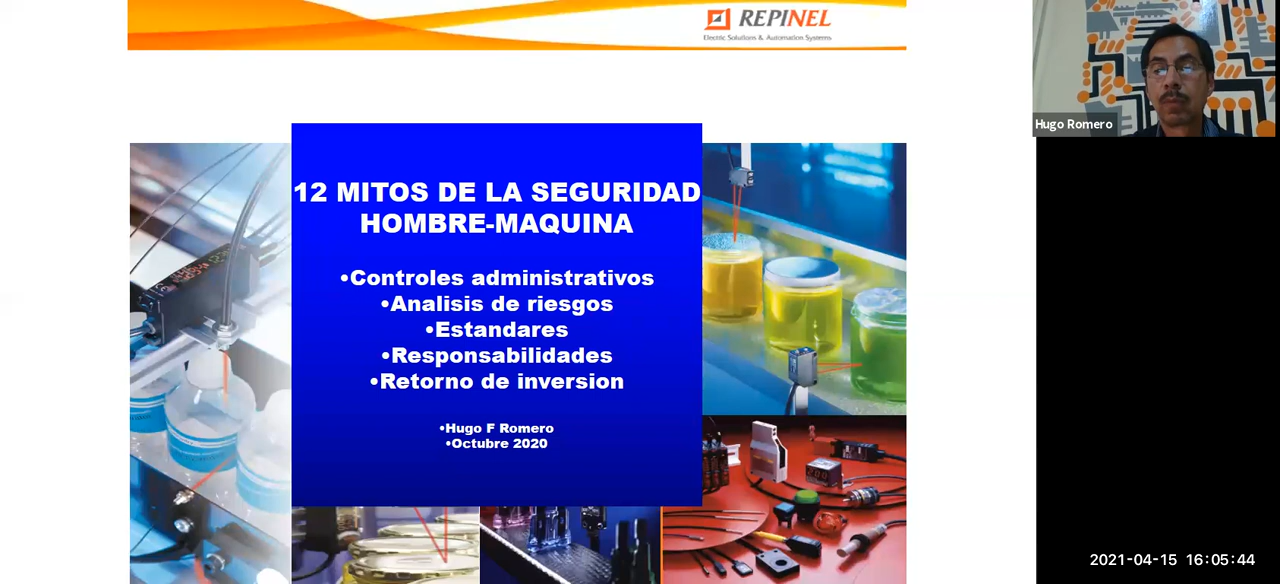 REPINEL
Electric Solutions & Automation Systems
Hugo Romero
12 MITOS DE LA SEGURIDAD
HOMBRE-MAQUINA
•Controles administrativos
•Analisis de riesgos
•Estandares
•Responsabilidades
•Retorno de inversion
•Hugo F Romero
•Octubre 2020
2021-04-15 16:05:44